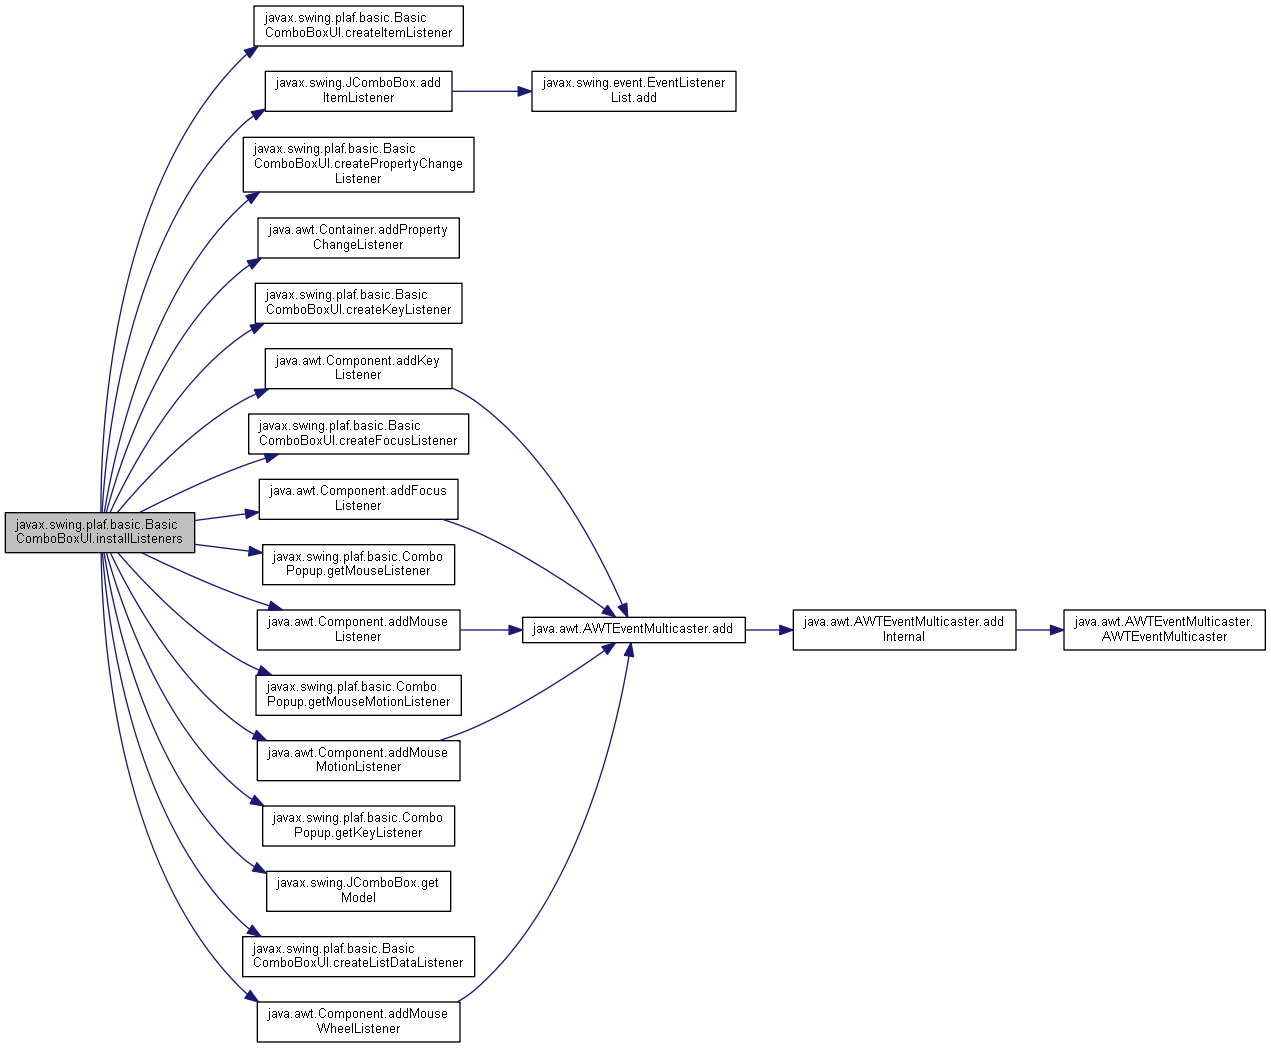 javax.swing.plaf.basic.Basic
ComboBoxUI.createItemListener
javax.swing.JComboBox.add
ItemListener
javax.swing.event.EventListener
List.add
javax.swing.plaf.basic.Basic
ComboBoxUI.createPropertyChange
Listener
java.awt.Container.addProperty
ChangeListener
javax.swing.plaf.basic.Basic
ComboBoxUI.createKeyListener
java.awt.Component.addKey
Listener
javax.swing.plaf.basic.Basic
ComboBoxUI.createFocusListener
java.awt.Component.addFocus
Listener
javax.swing.plaf.basic.Basic
ComboBoxUI.installListeners
javax.swing.plaf.basic.Combo
Popup.getMouseListener
java.awt.Component.addMouse
Listener
java.awt.AWTEventMulticaster.add
java.awt.AWTEventMulticaster.add
Internal
java.awt.AWTEventMulticaster.
AWTEventMulticaster
javax.swing.plaf.basic.Combo
Popup.getMouseMotionListener
java.awt.Component.addMouse
MotionListener
javax.swing.plaf.basic.Combo
Popup.getKeyListener
javax.swing.JComboBox.get
Model
javax.swing.plaf.basic.Basic
ComboBoxUI.createListDataListener
java.awt.Component.addMouse
WheelListener